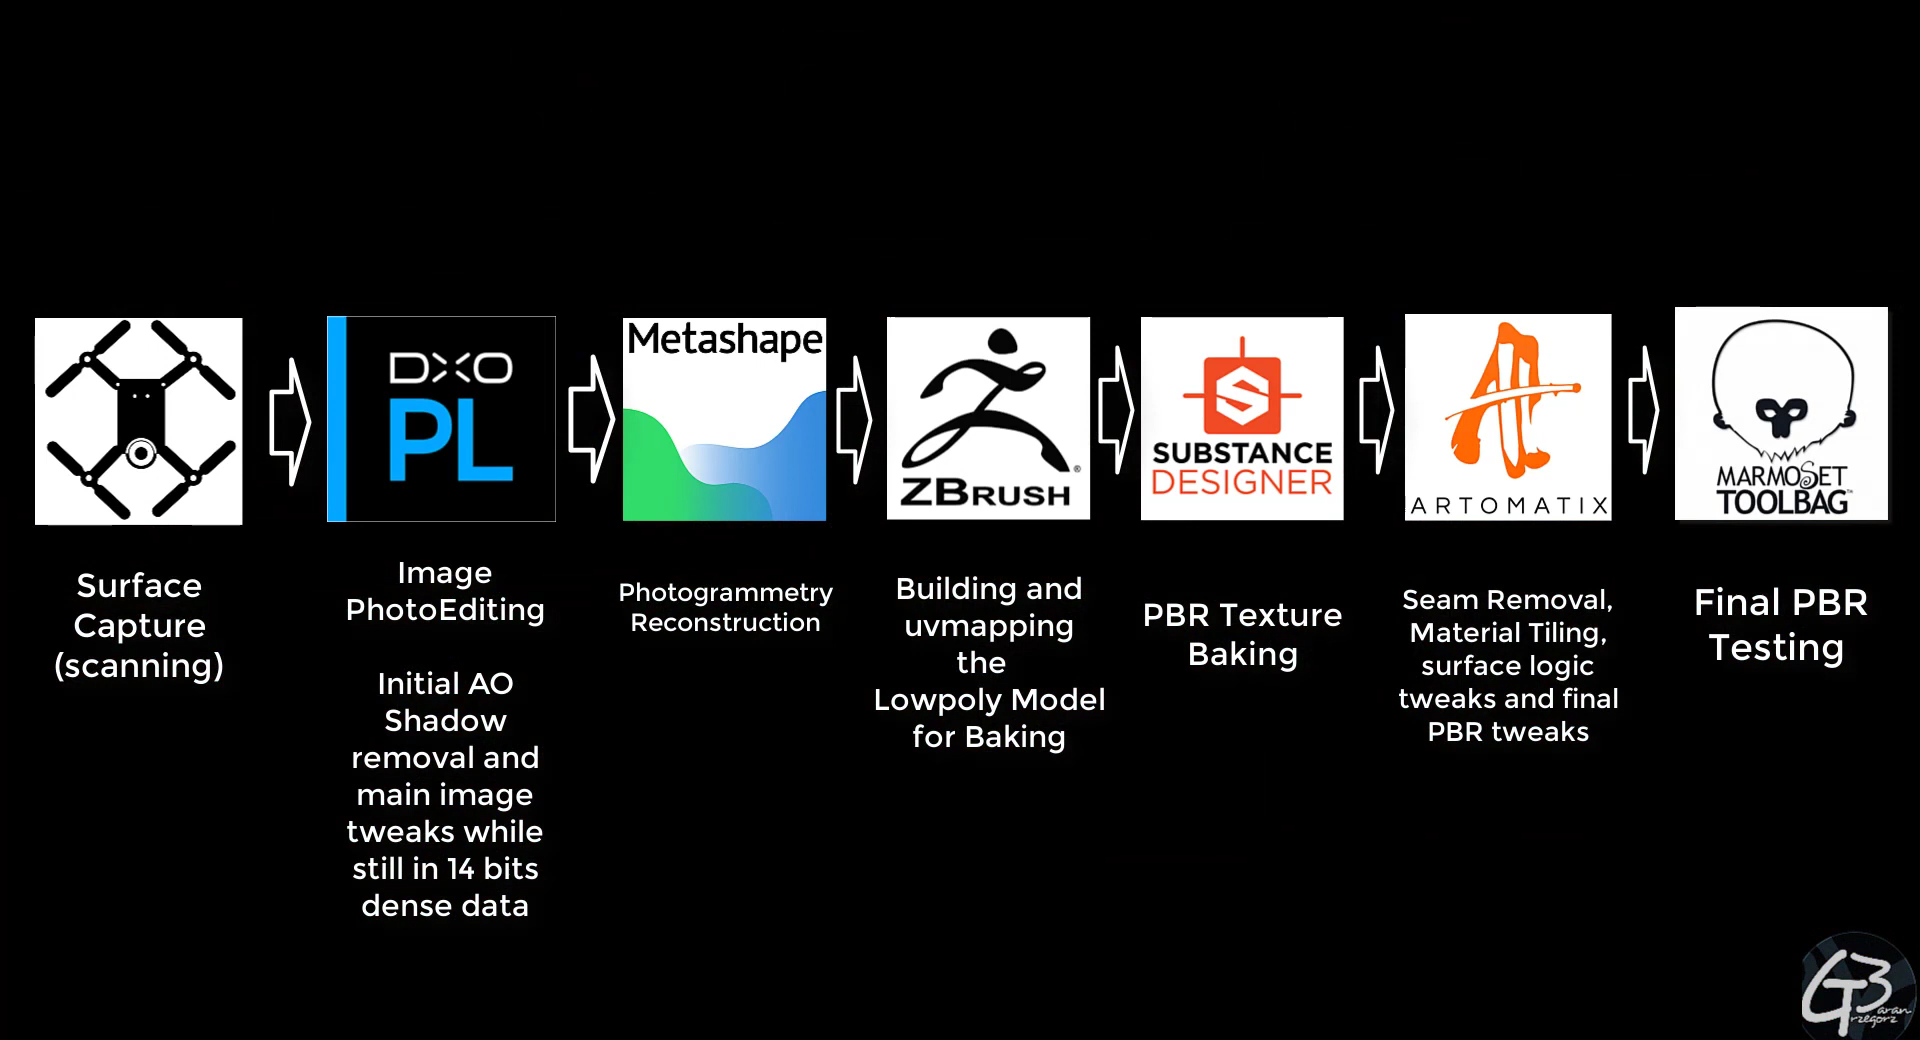 Surface
Capture
(scanning)
DXO
PL
Image
PhotoEditing
Initial AO
Shadow
removal and
main image
tweaks while
still in 14 bits
dense data
Metashape
Photogrammetry
Reconstruction
ZBRUSH®
Building and
uvmapping
the
Lowpoly Model
for Baking
SUBSTANCE
DESIGNER
PBR Texture
Baking
ARTOMATIX
Seam Removal,
Material Tiling,
surface logic
tweaks and final
PBR tweaks
MARMOSET
TOOLBAG™
Final PBR
Testing